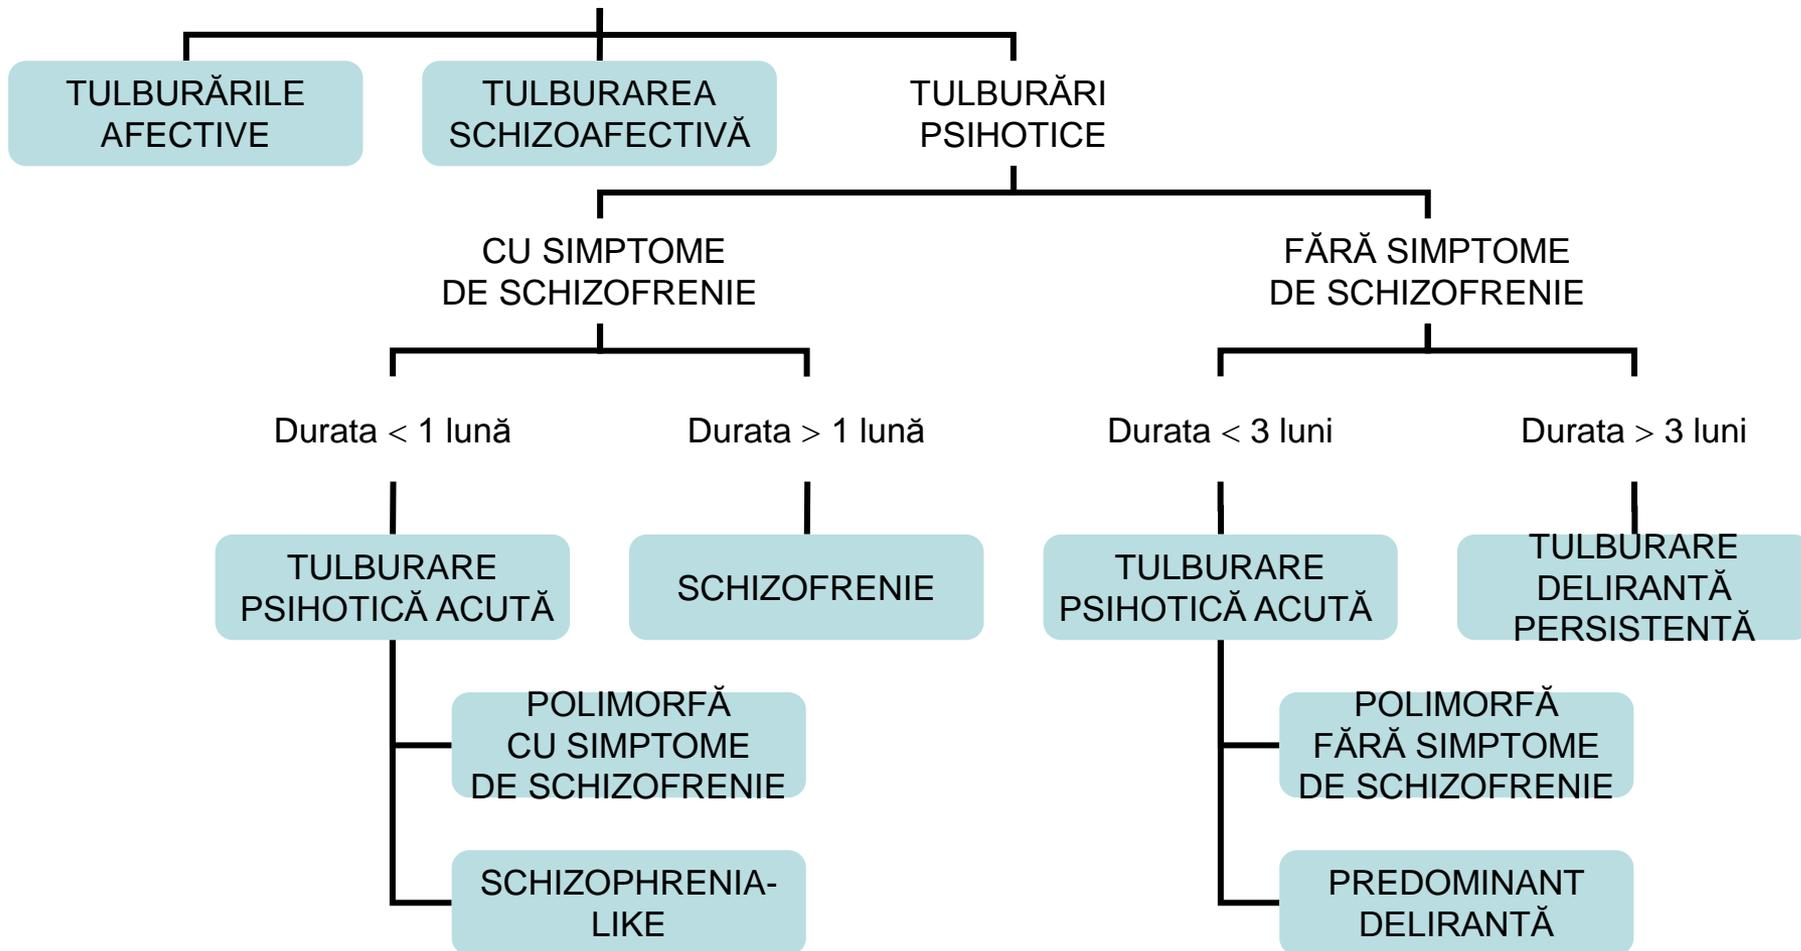 TULBURĂRILE
AFECTIVE
TULBURAREA
SCHIZOAFECTIVĂ
TULBURĂRI
PSIHOTICE
CU SIMPTOME
DE SCHIZOFRENIE
FĂRĂ SIMPTOME
DE SCHIZOFRENIE
Durata < 1 lună
Durata > 1 lună
Durata < 3 luni
Durata > 3 luni
TULBURARE
PSIHOTICĂ ACUTĂ
SCHIZOFRENIE
TULBURARE
PSIHOTICĂ ACUTĂ
TULBURARE
DELIRANTĂ
PERSISTENTĂ
POLIMORFĂ
CU SIMPTOME
DE SCHIZOFRENIE
POLIMORFĂ
FĂRĂ SIMPTOME
DE SCHIZOFRENIE
SCHIZOPHRENIA-
LIKE
PREDOMINANT
DELIRANTĂ